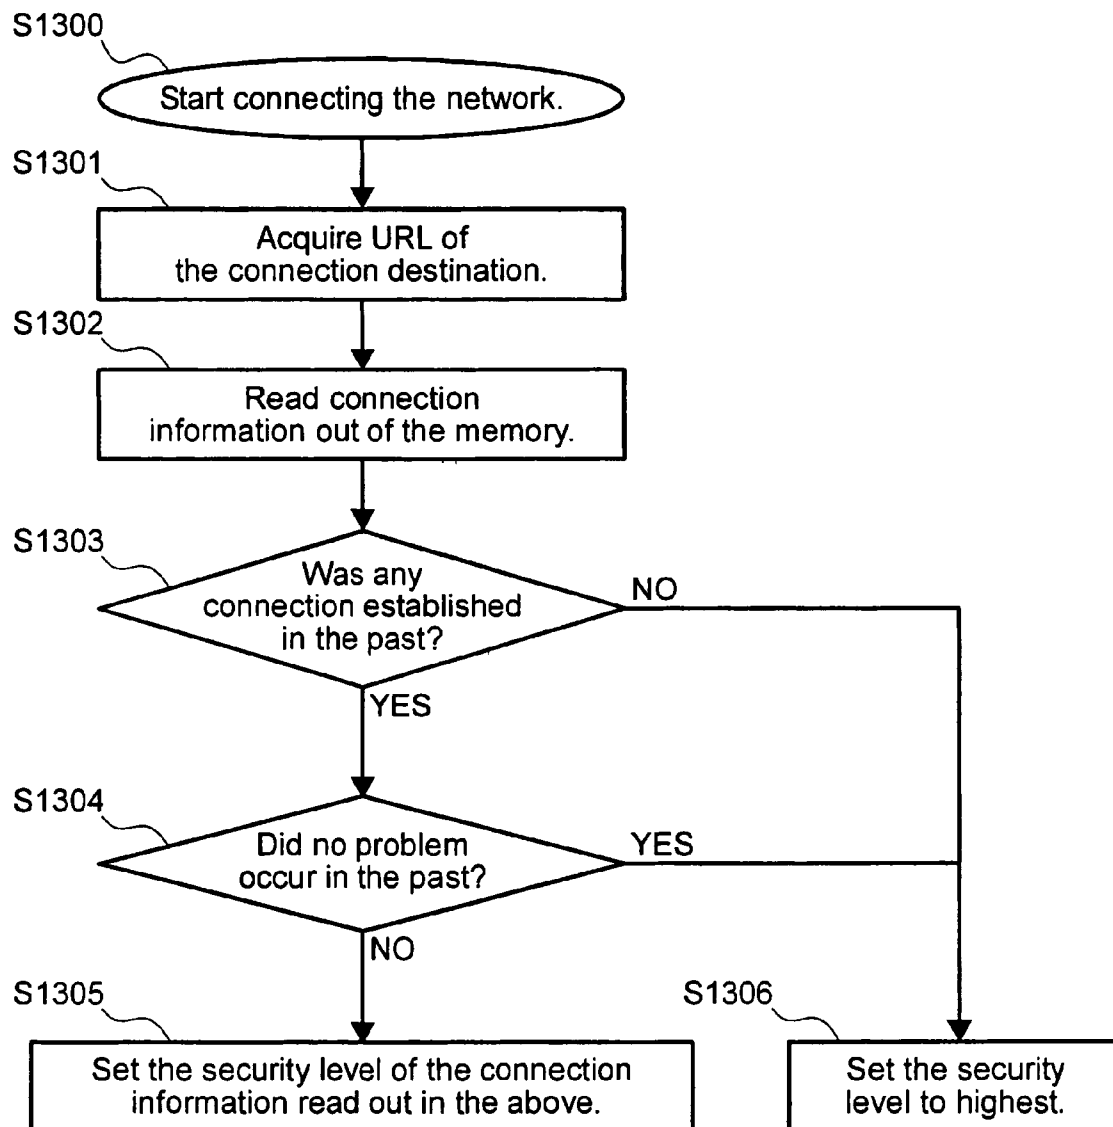 S1300
Start connecting the network.
S1301
Acquire URL of
the connection destination.
S1302
Read connection
information out of the memory.
S1303
Was any
connection established
in the past?
NO
YES
S1304
Did no problem
occur in the past?
YES
NO
S1305
Set the security level of the connection
information read out in the above.
S1306
Set the security
level to highest.